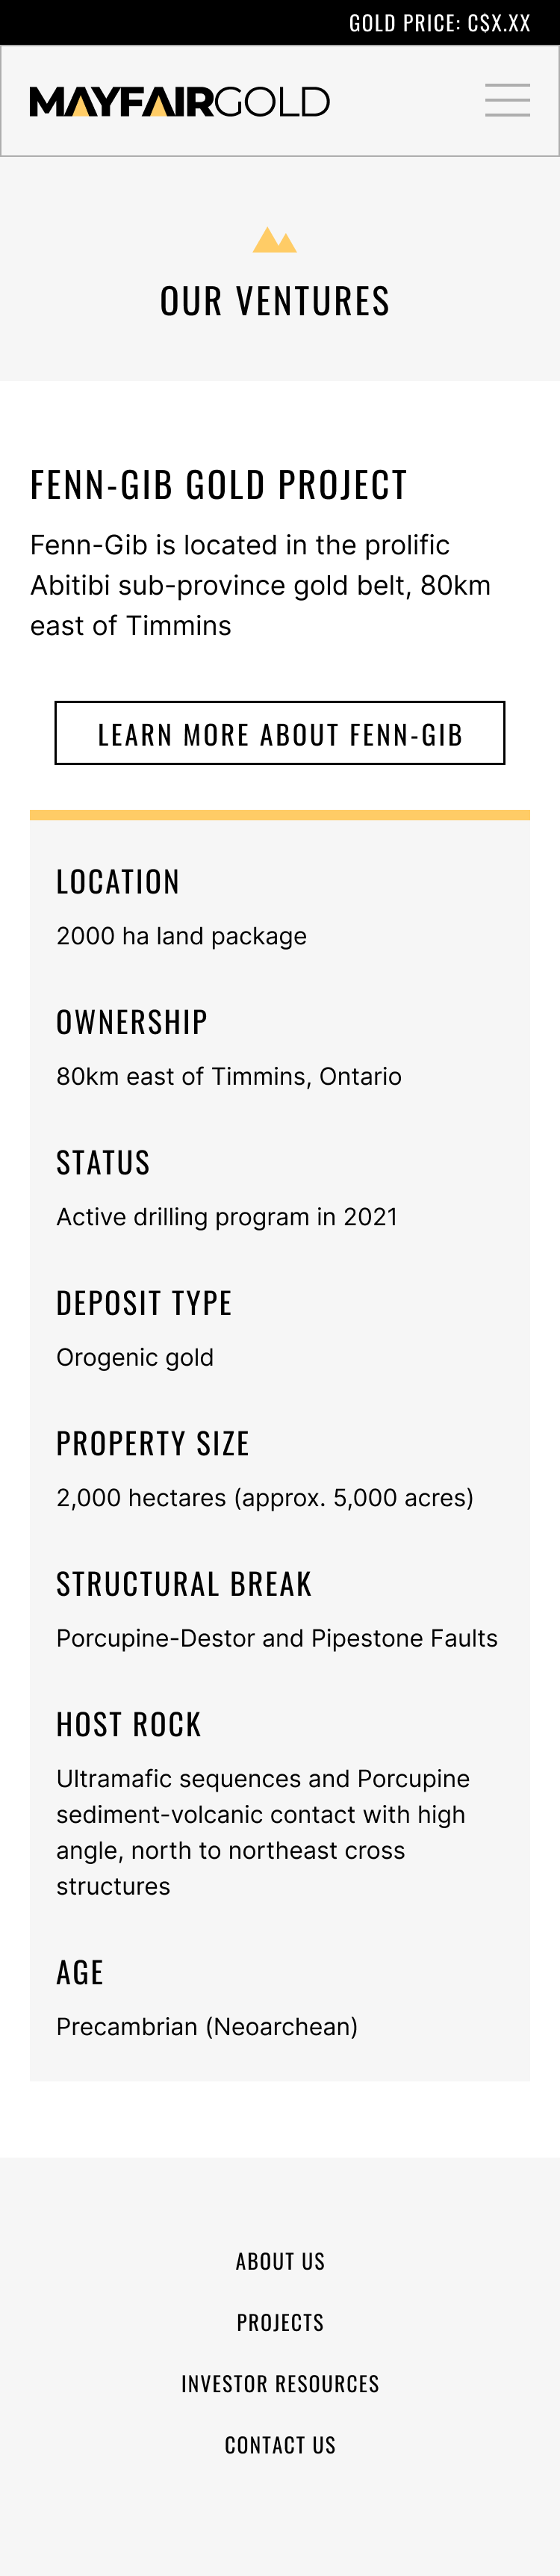 GOLD PRICE: C$X.XX
MAYFAIRGOLD
OUR VENTURES
FENN-GIB GOLD PROJECT
Fenn-Gib is located in the prolific
Abitibi sub-province gold belt, 80km
east of Timmins
LEARN MORE ABOUT FENN-GIB
LOCATION
2000 ha land package
OWNERSHIP
80km east of Timmins, Ontario
STATUS
Active drilling program in 2021
DEPOSIT TYPE
Orogenic gold
PROPERTY SIZE
2,000 hectares (approx. 5,000 acres)
STRUCTURAL BREAK
Porcupine-Destor and Pipestone Faults
HOST ROCK
Ultramafic sequences and Porcupine
sediment-volcanic contact with high
angle, north to northeast cross
structures
AGE
Precambrian (Neoarchean)
ABOUT US
PROJECTS
INVESTOR RESOURCES
CONTACT US